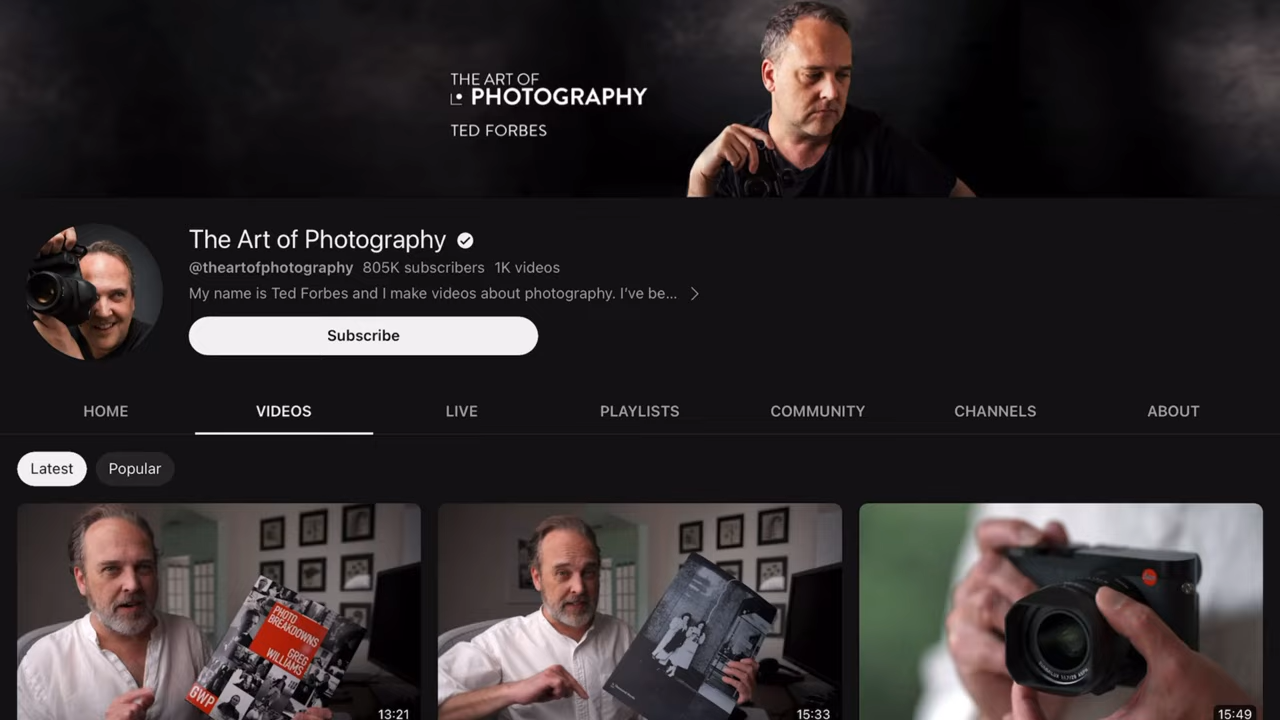 THE ART OF
PHOTOGRAPHY
TED FORBES
The Art of Photography
@theartofphotography 805K subscribers 1K videos
My name is Ted Forbes and I make videos about photography. I've be...
Subscribe
HOME VIDEOS LIVE PLAYLISTS COMMUNITY CHANNELS ABOUT
Latest Popular
PHOTO
BREAKDOWNS
GREG
WILLIAMS
GWP
13:21 15:33 15:49